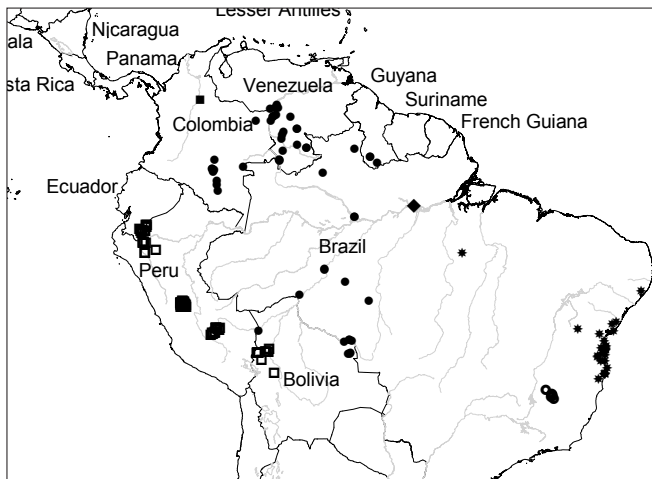 Lesser Antilles
Nicaragua
ala
Panama
sta Rica
Venezuela
Guyana
Suriname
Colombia
French Guiana
Ecuador
Brazil
Peru
Bolivia